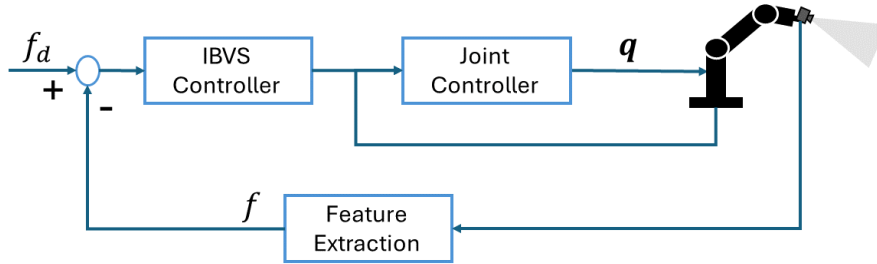 f_d
+
-
IBVS
Controller
Joint
Controller
q
f
Feature
Extraction